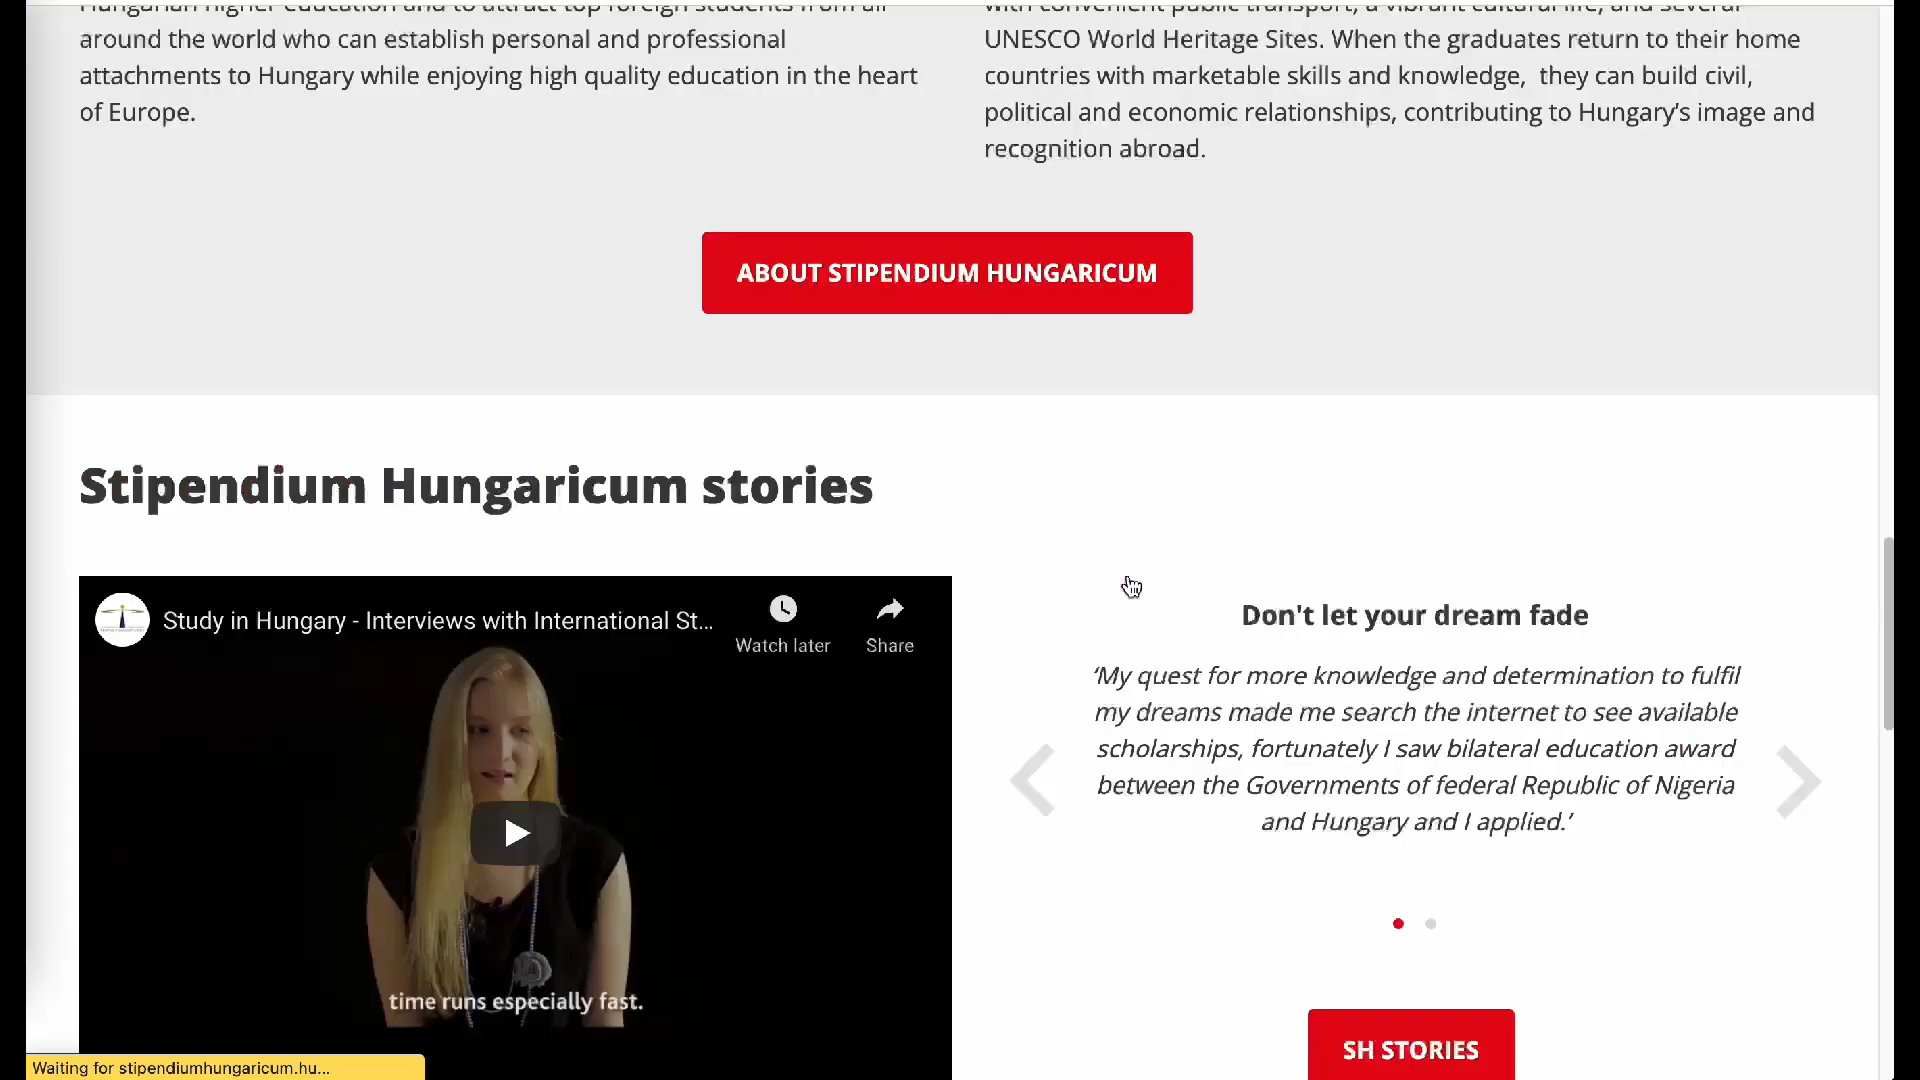 Hungarian higher education and to attract top foreign students from all
around the world who can establish personal and professional
attachments to Hungary while enjoying high quality education in the heart
of Europe.
with convenient public transport, a vibrant cultural life, and several
UNESCO World Heritage Sites. When the graduates return to their home
countries with marketable skills and knowledge, they can build civil,
political and economic relationships, contributing to Hungary's image and
recognition abroad.
ABOUT STIPENDIUM HUNGARICUM
Stipendium Hungaricum stories
Study in Hungary - Interviews with International St...
Watch later
Share
time runs especially fast.
Don't let your dream fade
‘My quest for more knowledge and determination to fulfil
my dreams made me search the internet to see available
scholarships, fortunately I saw bilateral education award
between the Governments of federal Republic of Nigeria
and Hungary and I applied.’
SH STORIES
Waiting for stipendiumhungaricum.hu...